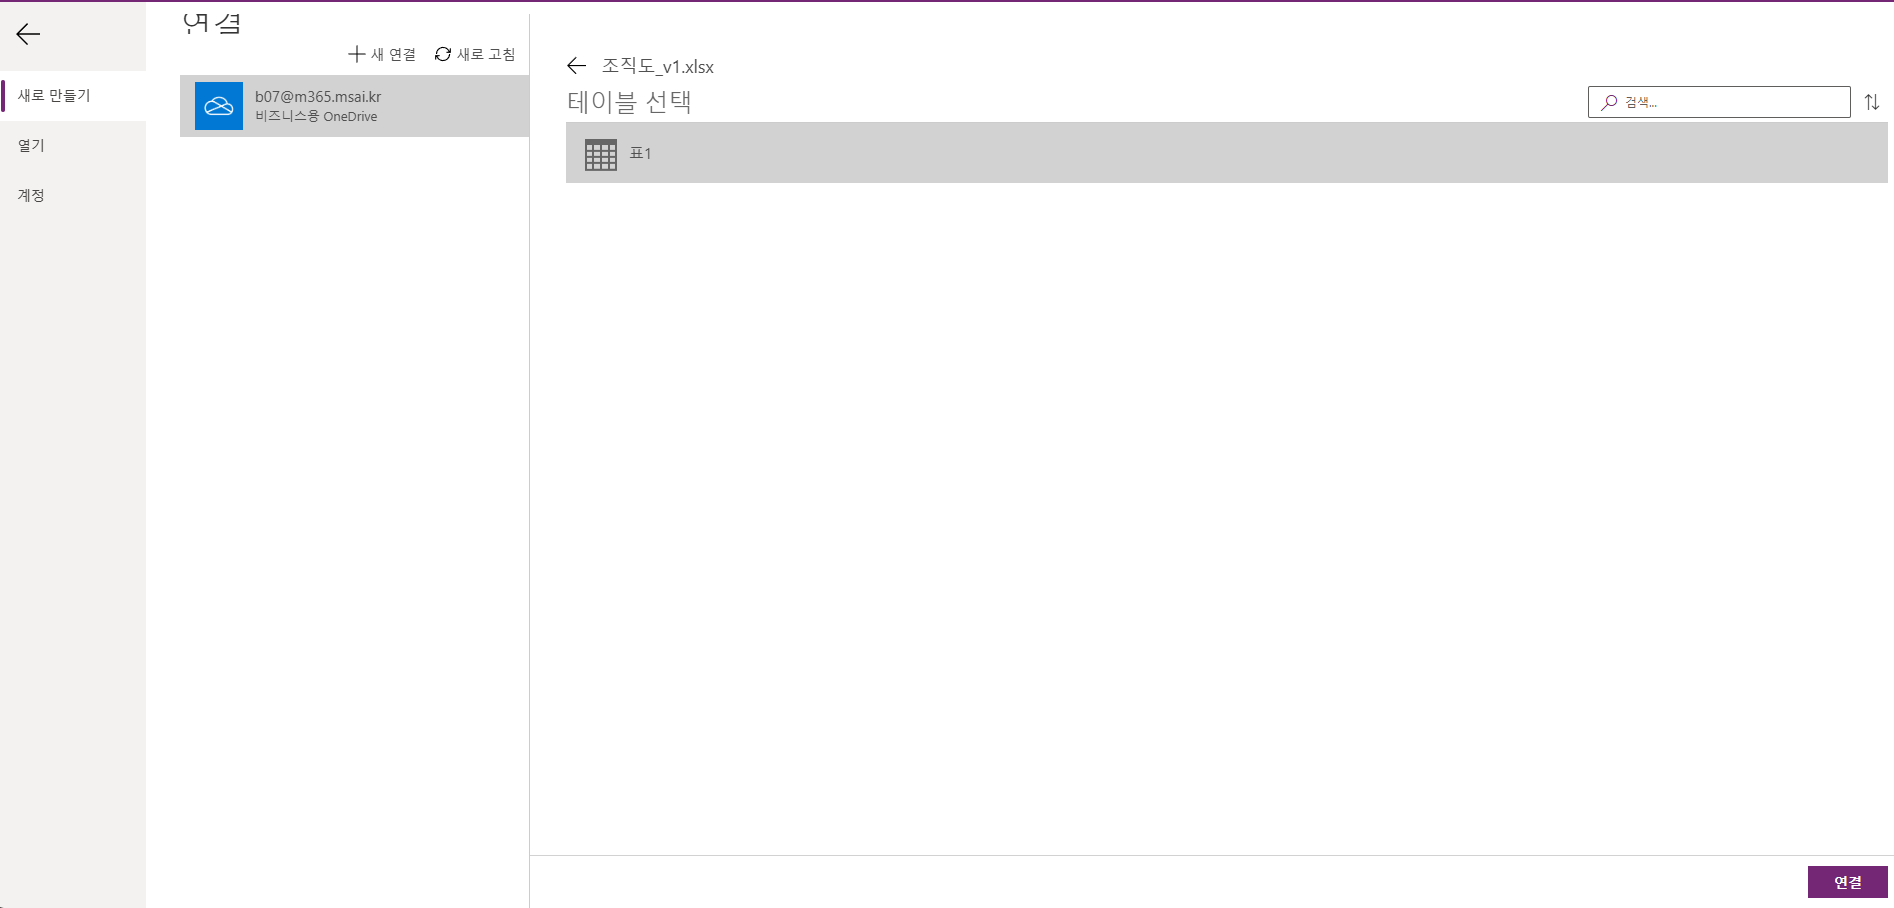 연결
새 연결 새로 고침
새로 만들기
열기
계정
b07@m365.msai.kr
비즈니스용 OneDrive
조직도_v1.xlsx
테이블 선택
검색...
표1
연결